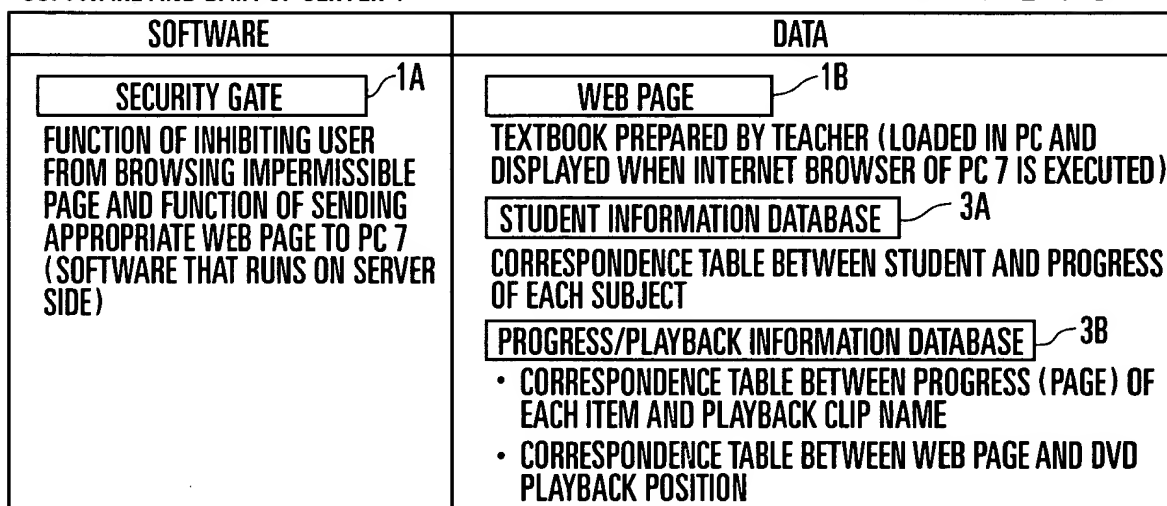 SOFTWARE
DATA
SECURITY GATE
1A
FUNCTION OF INHIBITING USER
FROM BROWSING IMPERMISSIBLE
PAGE AND FUNCTION OF SENDING
APPROPRIATE WEB PAGE TO PC 7
(SOFTWARE THAT RUNS ON SERVER
SIDE)
WEB PAGE
1B
TEXTBOOK PREPARED BY TEACHER (LOADED IN PC AND
DISPLAYED WHEN INTERNET BROWSER OF PC 7 IS EXECUTED)
STUDENT INFORMATION DATABASE
3A
CORRESPONDENCE TABLE BETWEEN STUDENT AND PROGRESS
OF EACH SUBJECT
PROGRESS/PLAYBACK INFORMATION DATABASE
3B
• CORRESPONDENCE TABLE BETWEEN PROGRESS (PAGE) OF
EACH ITEM AND PLAYBACK CLIP NAME
• CORRESPONDENCE TABLE BETWEEN WEB PAGE AND DVD
PLAYBACK POSITION